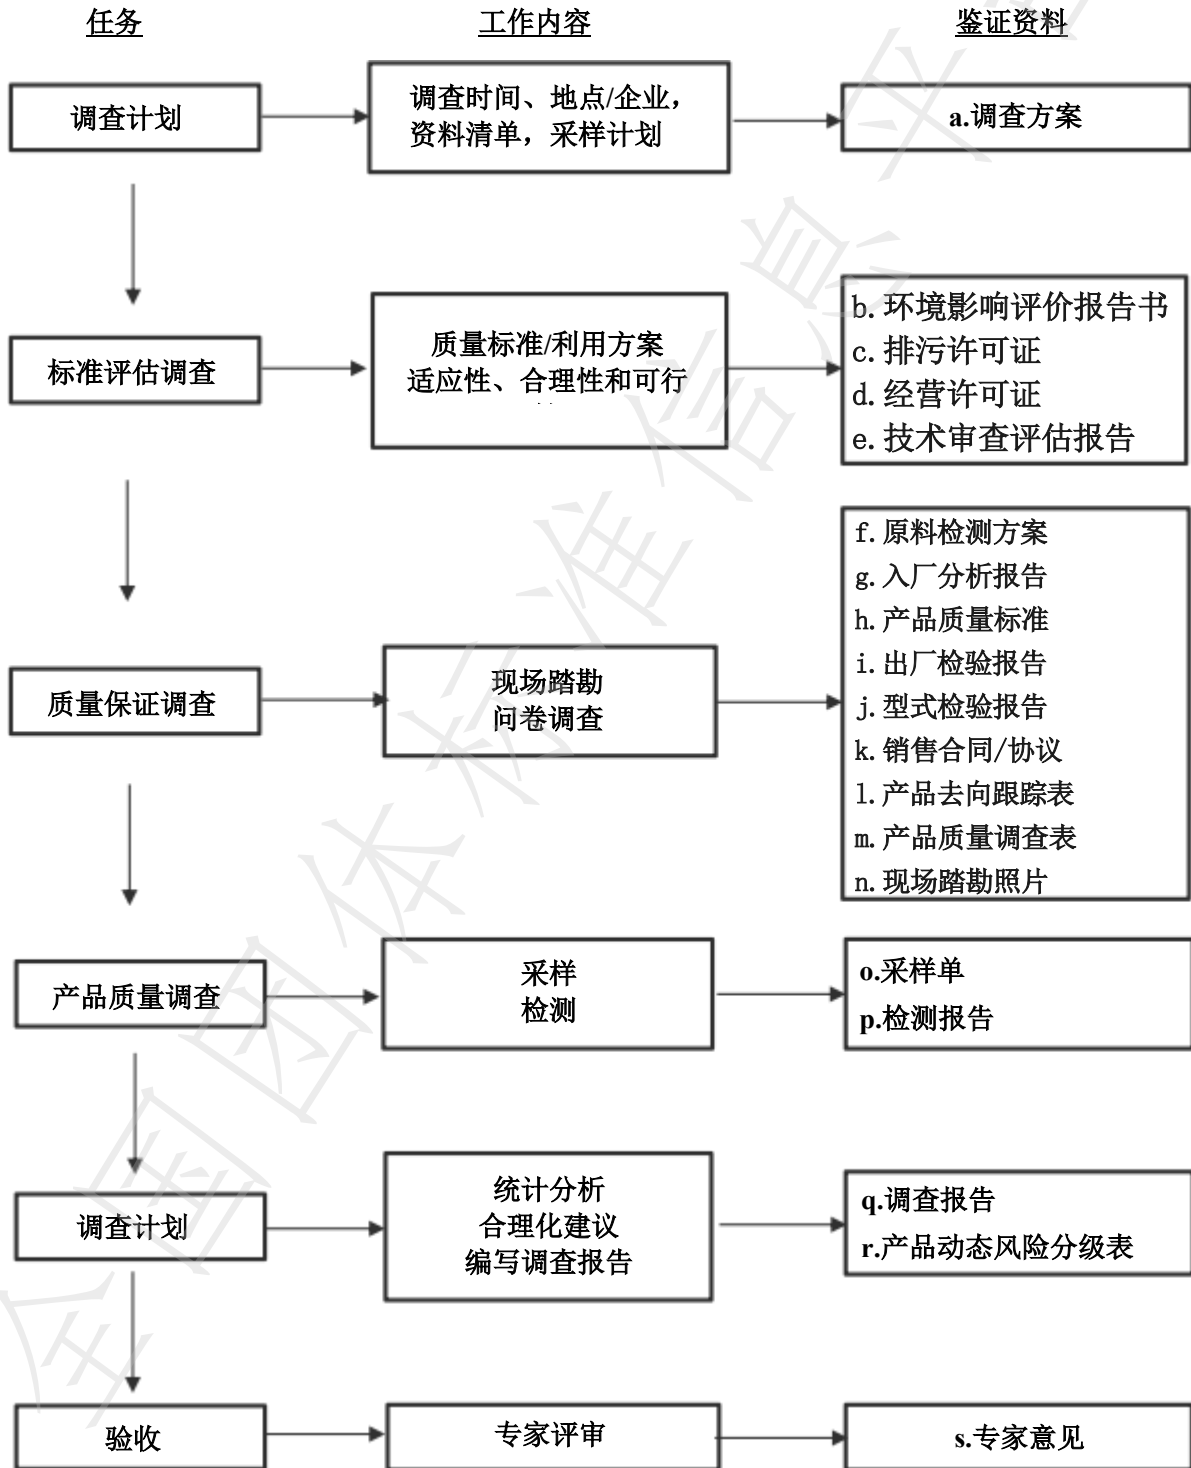 任务
工作内容
鉴证资料
调查计划
调查时间、地点/企业，
资料清单，采样计划
a.调查方案
标准评估调查
质量标准/利用方案
适应性、合理性和可行
b.环境影响评价报告书
c.排污许可证
d.经营许可证
e.技术审查评估报告
质量保证调查
现场踏勘
问卷调查
f.原料检测方案
g.入厂分析报告
h.产品质量标准
i.出厂检验报告
j.型式检验报告
k.销售合同/协议
l.产品去向跟踪表
m.产品质量调查表
n.现场踏勘照片
产品质量调查
采样
检测
o.采样单
p.检测报告
调查计划
统计分析
合理化建议
编写调查报告
q.调查报告
r.产品动态风险分级表
验收
专家评审
s.专家意见
全国团体标准信息平